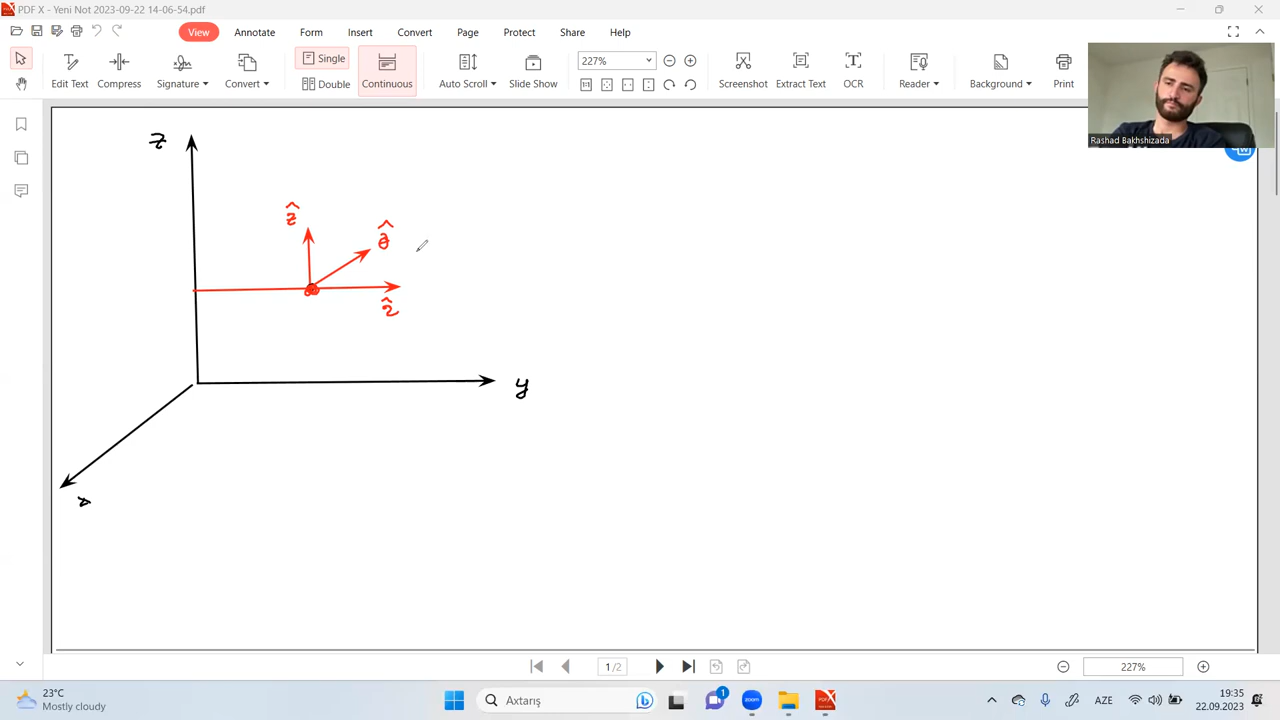 PDF X - Yeni Not 2023-09-22 14-06-54.pdf
View Annotate Form Insert Convert Page Protect Share Help
Edit Text Compress Signature Convert Single Double Continuous 227% Auto Scroll Slide Show Screenshot Extract Text OCR Reader Background Print
Rashad Bakhshizada
z
ẑ
y
x
1 /2
227%
23°C
Mostly cloudy
Axtarış
zoom
1
AZE
19:35
22.09.2023